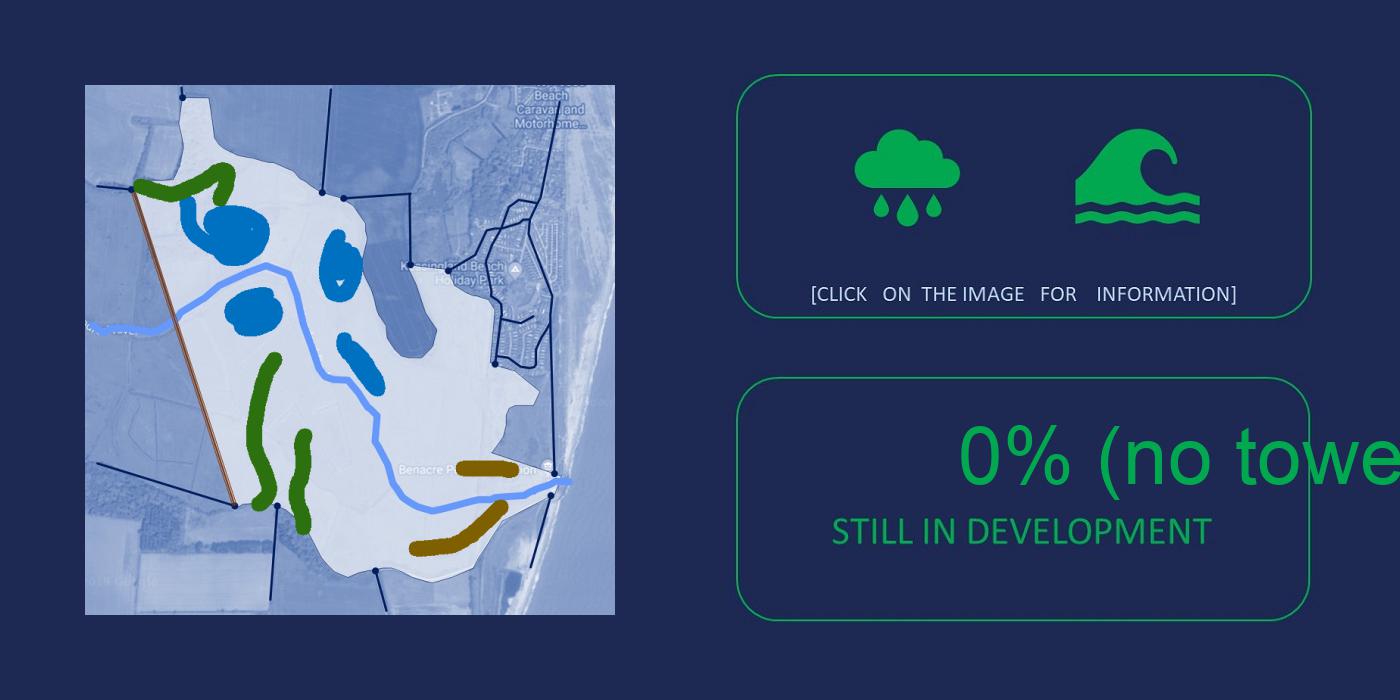 Beach
Caravan and
Motorhome...
Kessingland Beach
Holiday Park
Benacre P
ion
[CLICK ON THE IMAGE FOR INFORMATION]
0% (no towe
STILL IN DEVELOPMENT